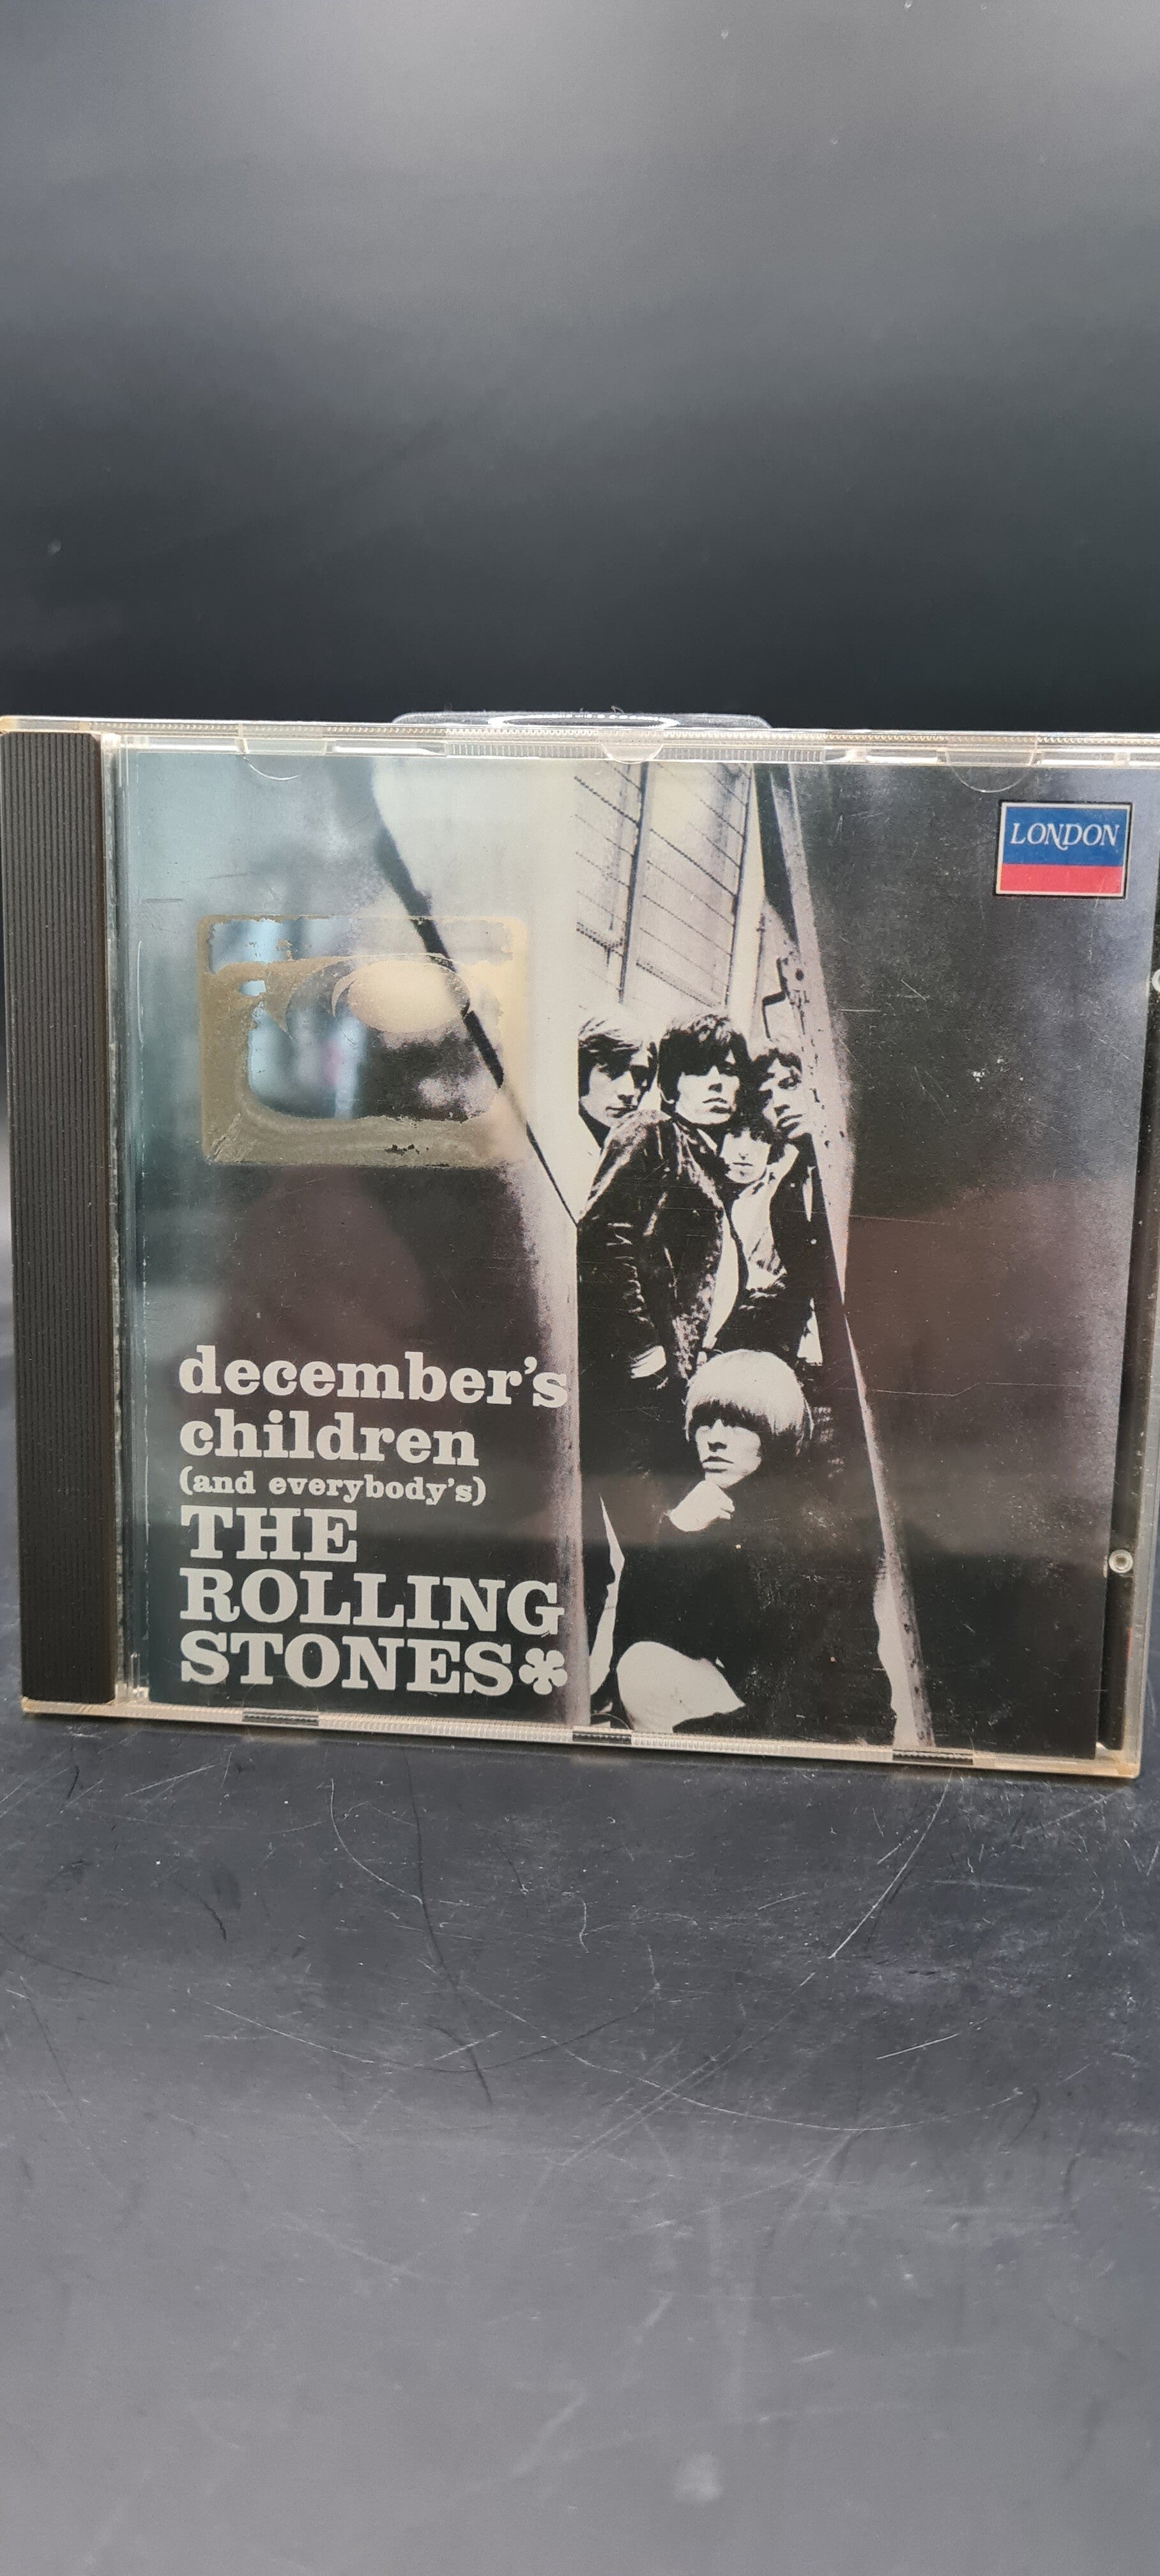 LONDON
december's
children
(and everybody's)
THE
ROLLING
STONES✽